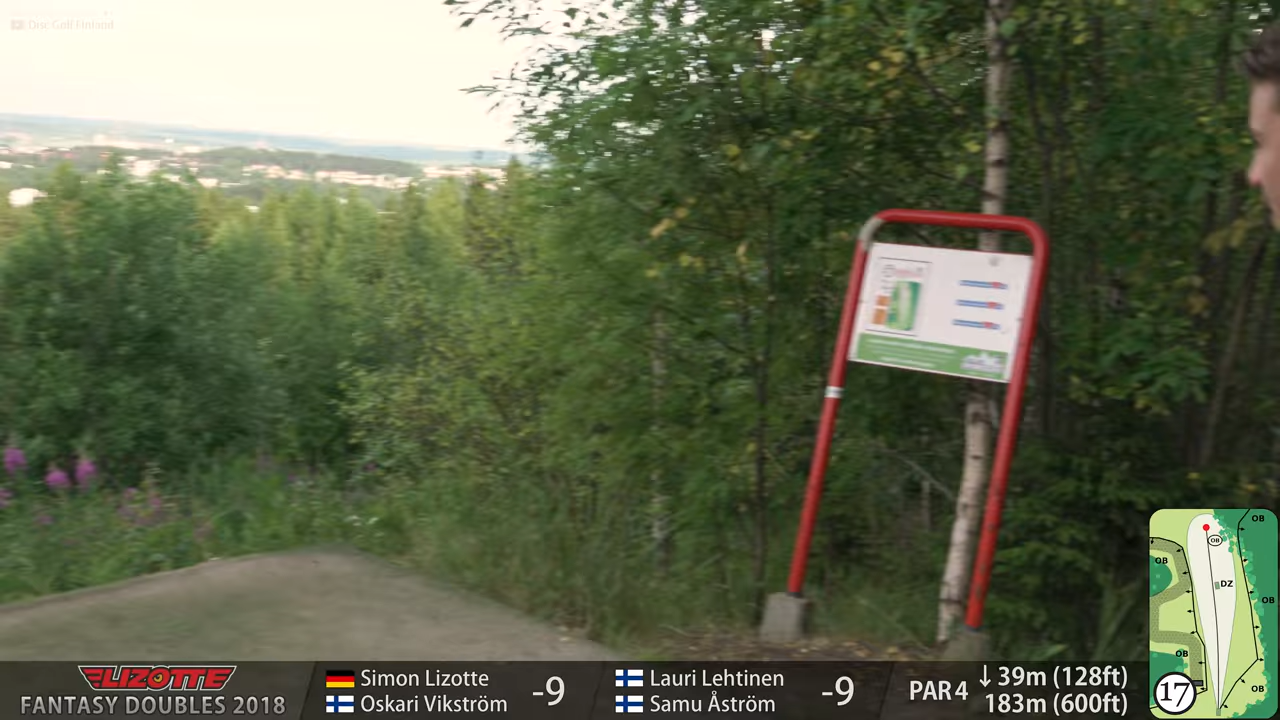 Disc Golf Finland
OB
OB
OB
DZ
OB
OB
OB
17
LIZOTTE
FANTASY DOUBLES 2018
Simon Lizotte
Oskari Vikström
-9
Lauri Lehtinen
Samu Åström
-9
PAR 4
↓ 39m (128ft)
183m (600ft)